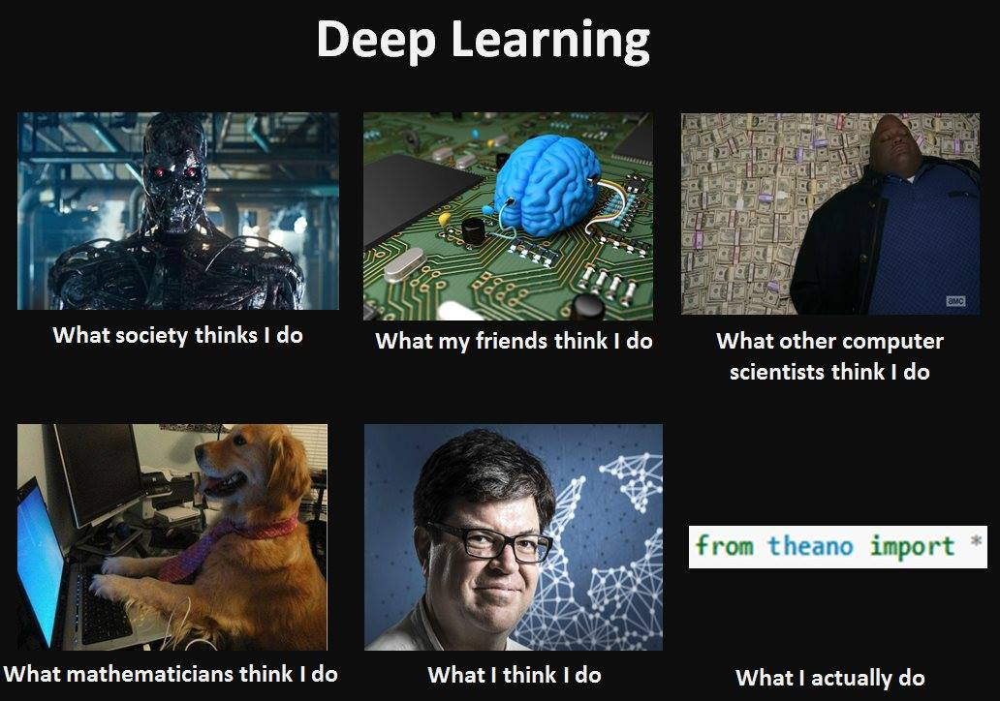 Deep Learning
What society thinks I do
What my friends think I do
amc
What other computer
scientists think I do
What mathematicians think I do
What I think I do
from theano import *
What I actually do